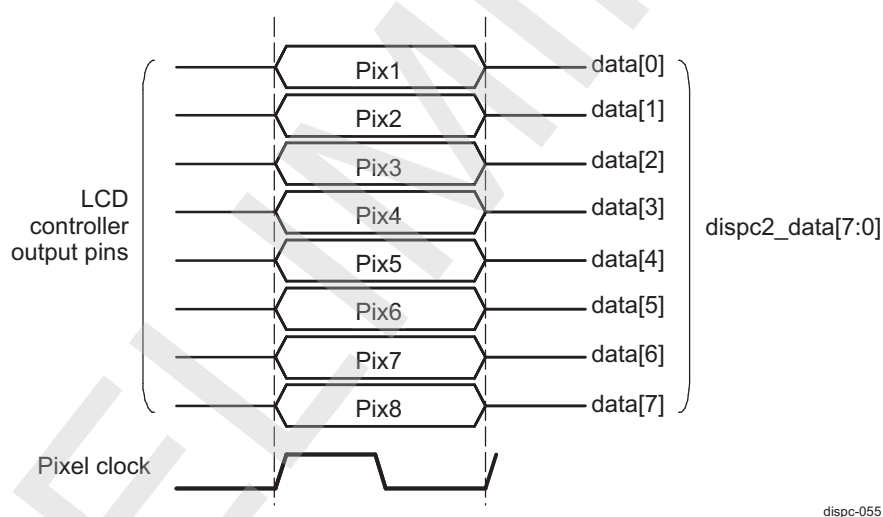 Pix1 data[0]
Pix2 data[1]
Pix3 data[2]
Pix4 data[3]
Pix5 data[4]
Pix6 data[5]
Pix7 data[6]
Pix8 data[7]
LCD
controller
output pins
dispc2_data[7:0]
Pixel clock
dispc-055